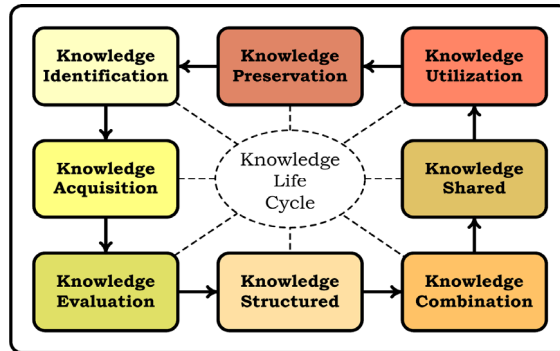 Knowledge
Identification
Knowledge
Preservation
Knowledge
Utilization
Knowledge
Acquisition
Knowledge
Life
Cycle
Knowledge
Shared
Knowledge
Evaluation
Knowledge
Structured
Knowledge
Combination